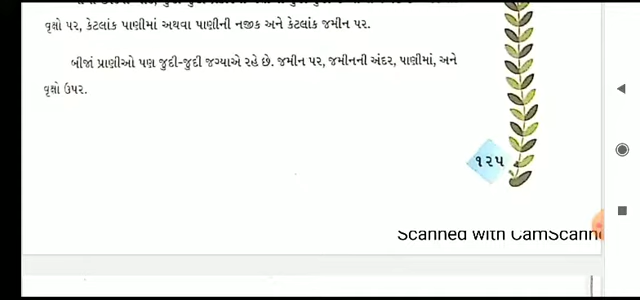 વૃક્ષો પર, કેટલાંક પાણીમાં અથવા પાણીની નજીક અને કેટલાંક જમીન પર.
બીજાં પ્રાણીઓ પણ જુદી-જુદી જગ્યાએ રહે છે. જમીન પર, જમીનની અંદર, પાણીમાં, અને
વૃક્ષો ઉપર.
૧૨૫
Scanned with CamScann